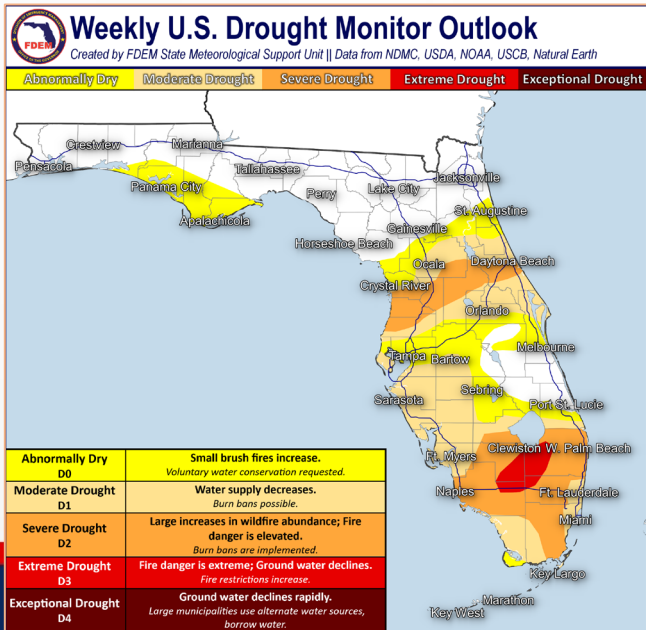 Weekly U.S. Drought Monitor Outlook
Created by FDEM State Meteorological Support Unit || Data from NDMC, USDA, NOAA, USCB, Natural Earth
FDEM
Abnormally Dry Moderate Drought Severe Drought Extreme Drought Exceptional Drought
Crestview
Marianna
Pensacola
Tallahassee
Jacksonville
Panama City
Perry
Lake City
St. Augustine
Apalachicola
Gainesville
Horseshoe Beach
Ocala
Daytona Beach
Crystal River
Orlando
Tampa
Bartow
Melbourne
Sebring
Sarasota
Port St. Lucie
Clewiston
W. Palm Beach
Ft. Myers
Naples
Ft. Lauderdale
Miami
Key Largo
Marathon
Key West
Abnormally Dry
D0
Small brush fires increase.
Voluntary water conservation requested.
Moderate Drought
D1
Water supply decreases.
Burn bans possible.
Severe Drought
D2
Large increases in wildfire abundance; Fire
danger is elevated.
Burn bans are implemented.
Extreme Drought
D3
Fire danger is extreme; Ground water declines.
Fire restrictions increase.
Exceptional Drought
D4
Ground water declines rapidly.
Large municipalities use alternate water sources,
borrow water.